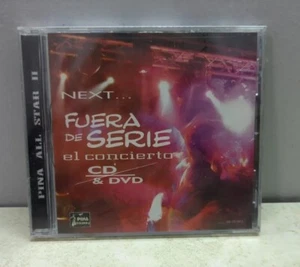 NEXT...
FUERA
DE SERIE
el concierto
CD
& DVD
PINA ALL STAR II